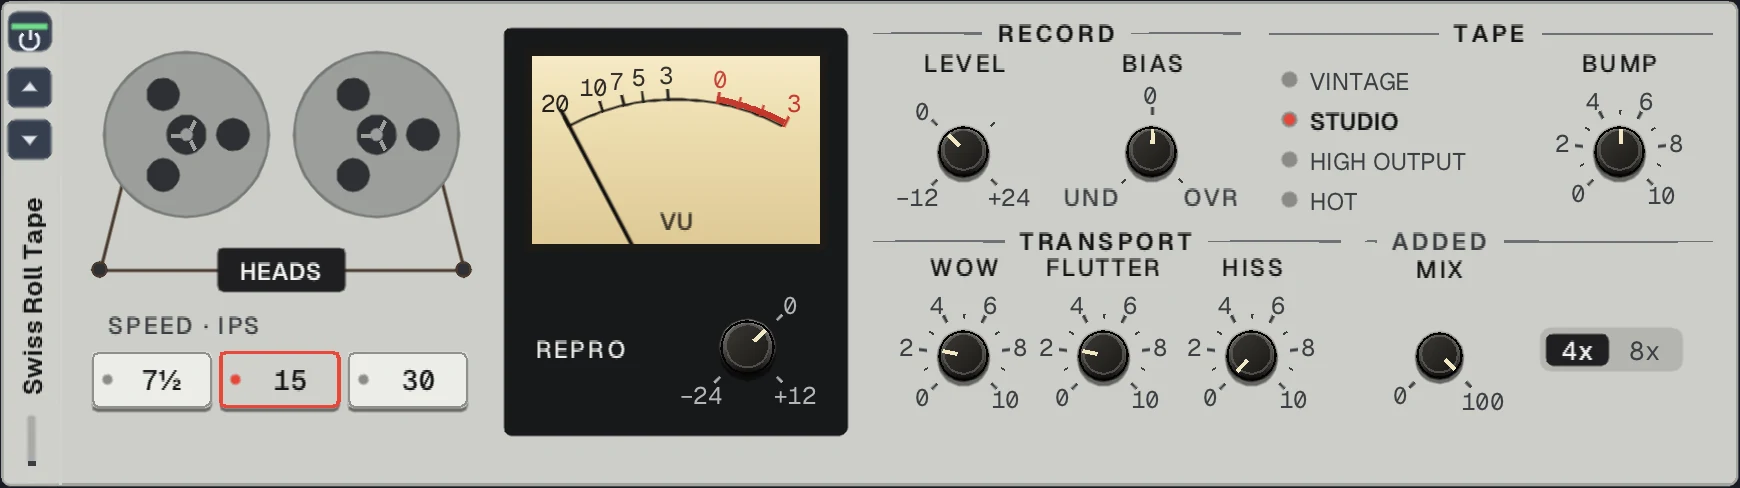 Swiss Roll Tape
HEADS
SPEED · IPS
7½ 15 30
20 10 7 5 3 0 3
VU
REPRO
0
−24 +12
RECORD
LEVEL
0
−12 +24
BIAS
0
UND OVR
TAPE
VINTAGE
STUDIO
HIGH OUTPUT
HOT
BUMP
4 6
2 8
0 10
TRANSPORT
WOW
4 6
2 8
0 10
FLUTTER
4 6
2 8
0 10
HISS
4 6
2 8
0 10
ADDED
MIX
0 100
4x 8x